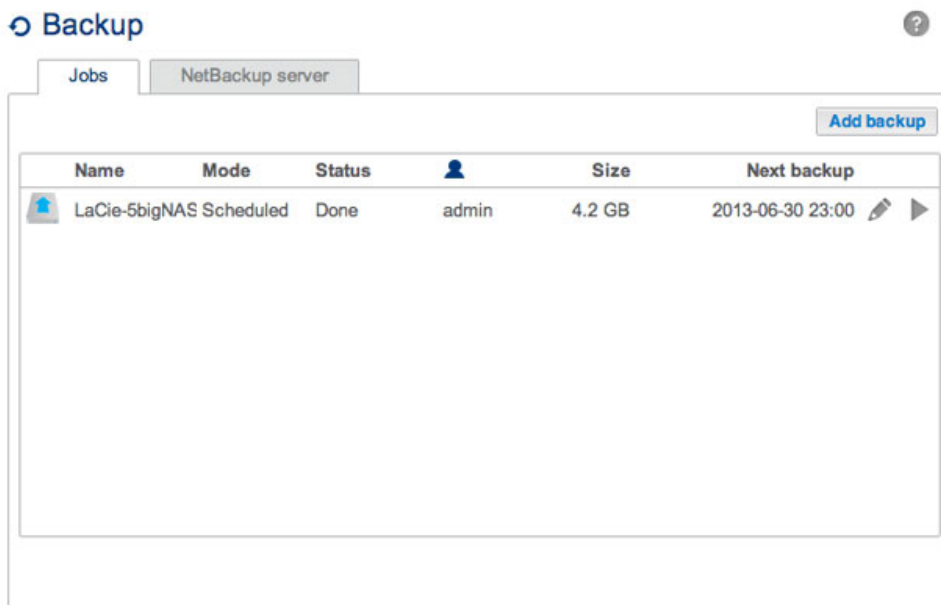 Backup
Jobs NetBackup server
Add backup
Name Mode Status Size Next backup
LaCie-5bigNAS Scheduled Done admin 4.2 GB 2013-06-30 23:00